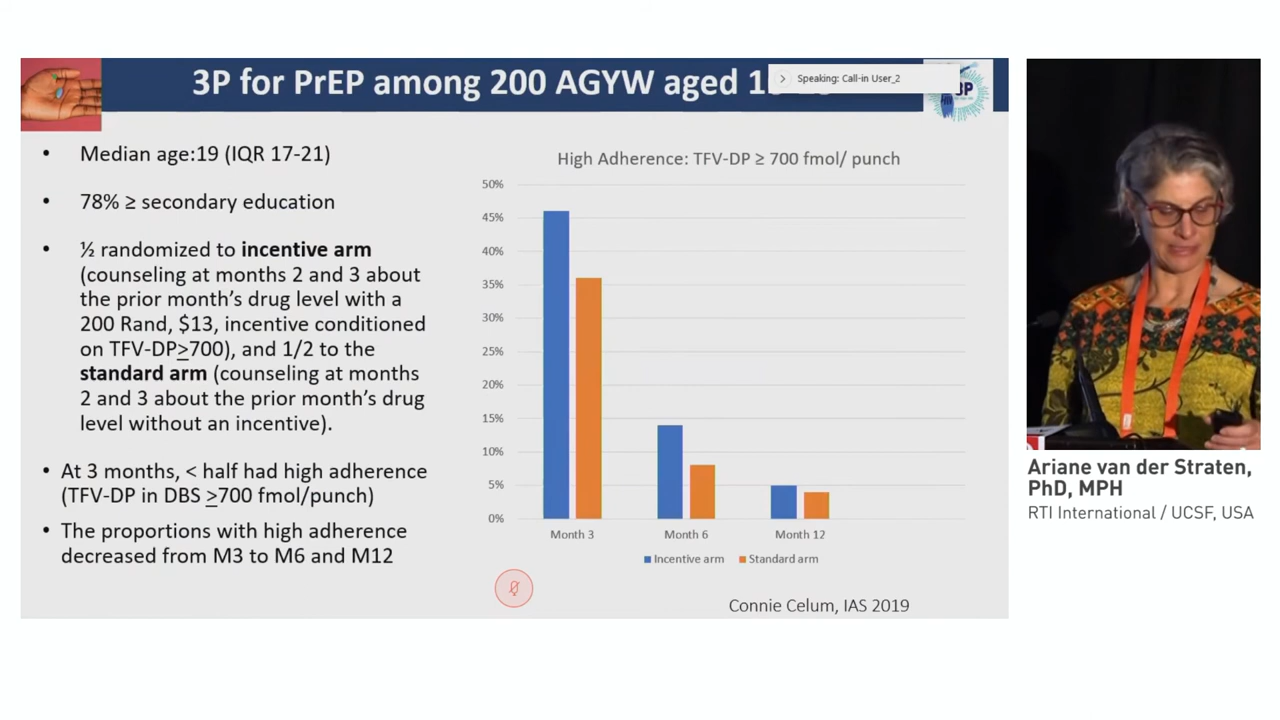 3P for PrEP among 200 AGYW aged
Speaking: Call-in User_2
3P
• Median age:19 (IQR 17-21)
• 78% ≥ secondary education
• ½ randomized to incentive arm
(counseling at months 2 and 3 about
the prior month's drug level with a
200 Rand, $13, incentive conditioned
on TFV-DP≥700), and 1/2 to the
standard arm (counseling at months
2 and 3 about the prior month's drug
level without an incentive).
• At 3 months, < half had high adherence
(TFV-DP in DBS ≥700 fmol/punch)
• The proportions with high adherence
decreased from M3 to M6 and M12
High Adherence: TFV-DP ≥ 700 fmol/ punch
50%
45%
40%
35%
30%
25%
20%
15%
10%
5%
0%
Month 3 Month 6 Month 12
Incentive arm Standard arm
Connie Celum, IAS 2019
Ariane van der Straten,
PhD, MPH
RTI International / UCSF, USA